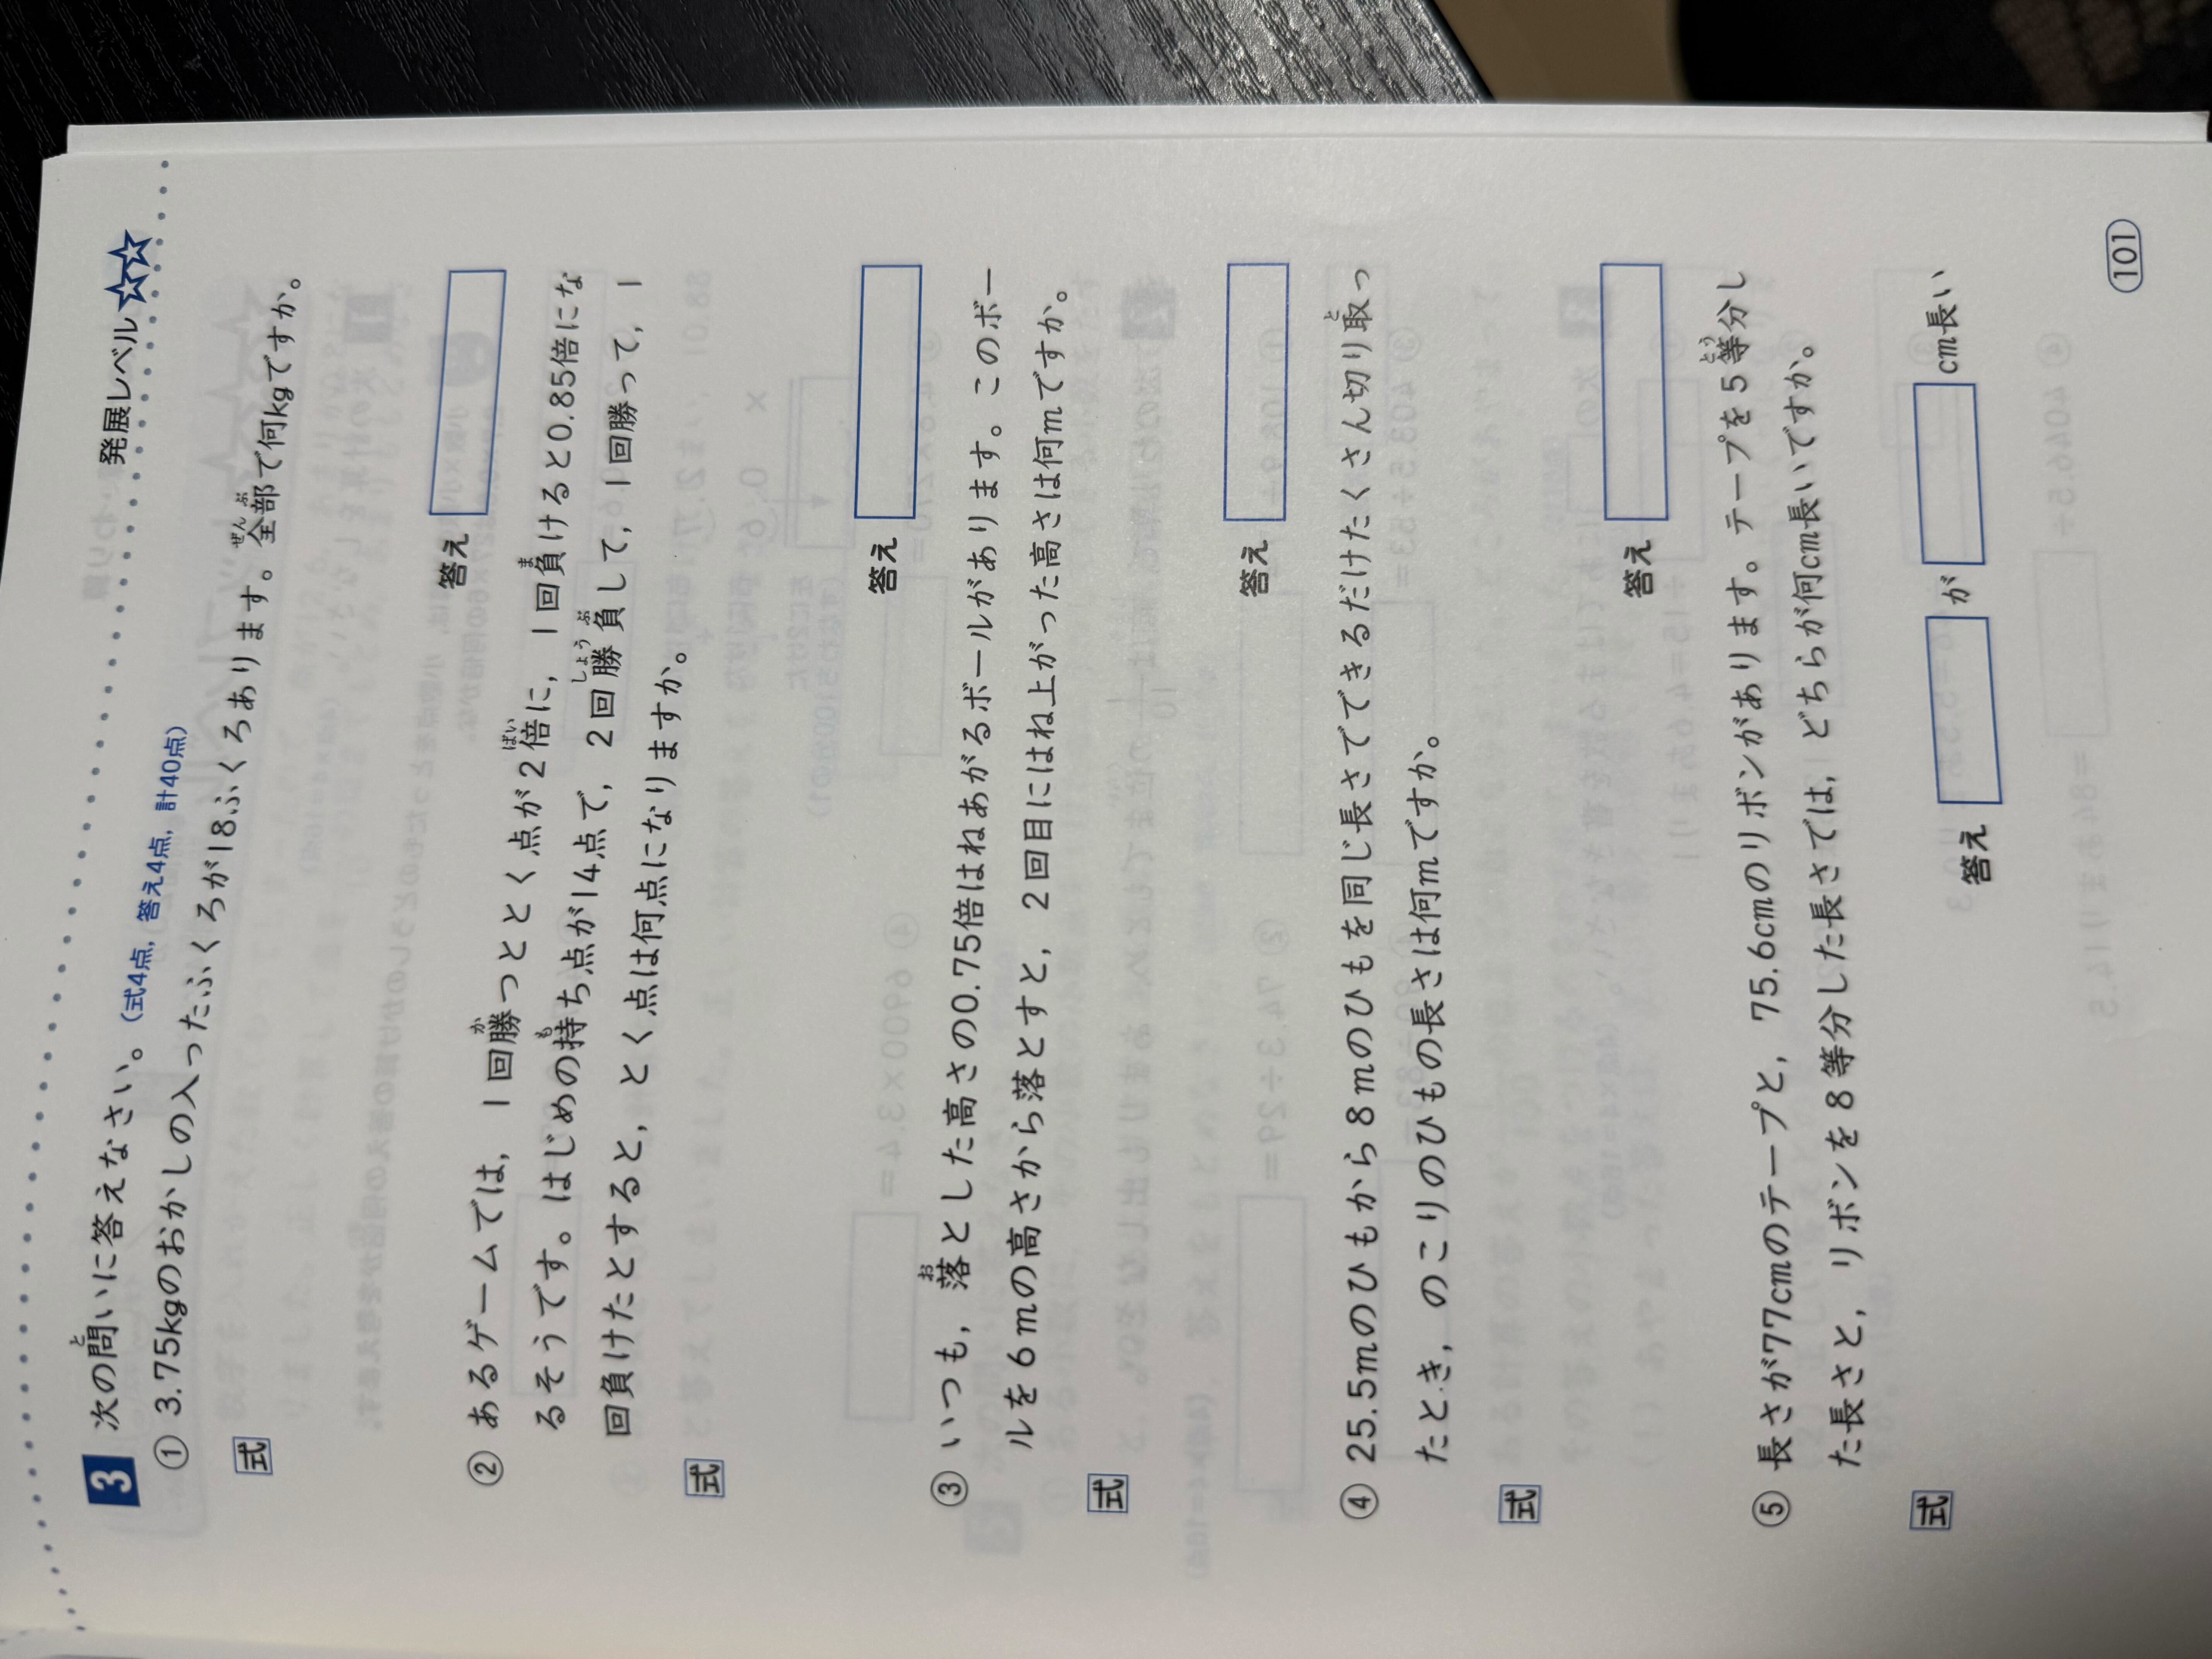 発展レベル☆☆
3 次の問いに答えなさい。(式4点, 答え4点, 計40点)
① 3.75kgのおかしの入ったふくろが18ふくろあります。全部で何kgですか。
式
答え
② あるゲームでは, 1回勝つととく点が2倍に, 1回負けると0.85倍にな
るそうです。はじめの持ち点が14点で, 2回勝負して, 1回勝って, 1
回負けたとすると, とく点は何点になりますか。
式
答え
③ いつも, 落とした高さの0.75倍はねあがるボールがあります。このボー
ルを6mの高さから落とすと, 2回目にはね上がった高さは何mですか。
式
答え
④ 25.5mのひもから8mのひもを同じ長さでできるだけたくさん切り取っ
たとき, のこりのひもの長さは何mですか。
式
答え
⑤ 長さが77cmのテープと, 75.6cmのリボンがあります。テープを5等分し
た長さと, リボンを8等分した長さでは, どちらが何cm長いですか。
式
答え が cm長い
101